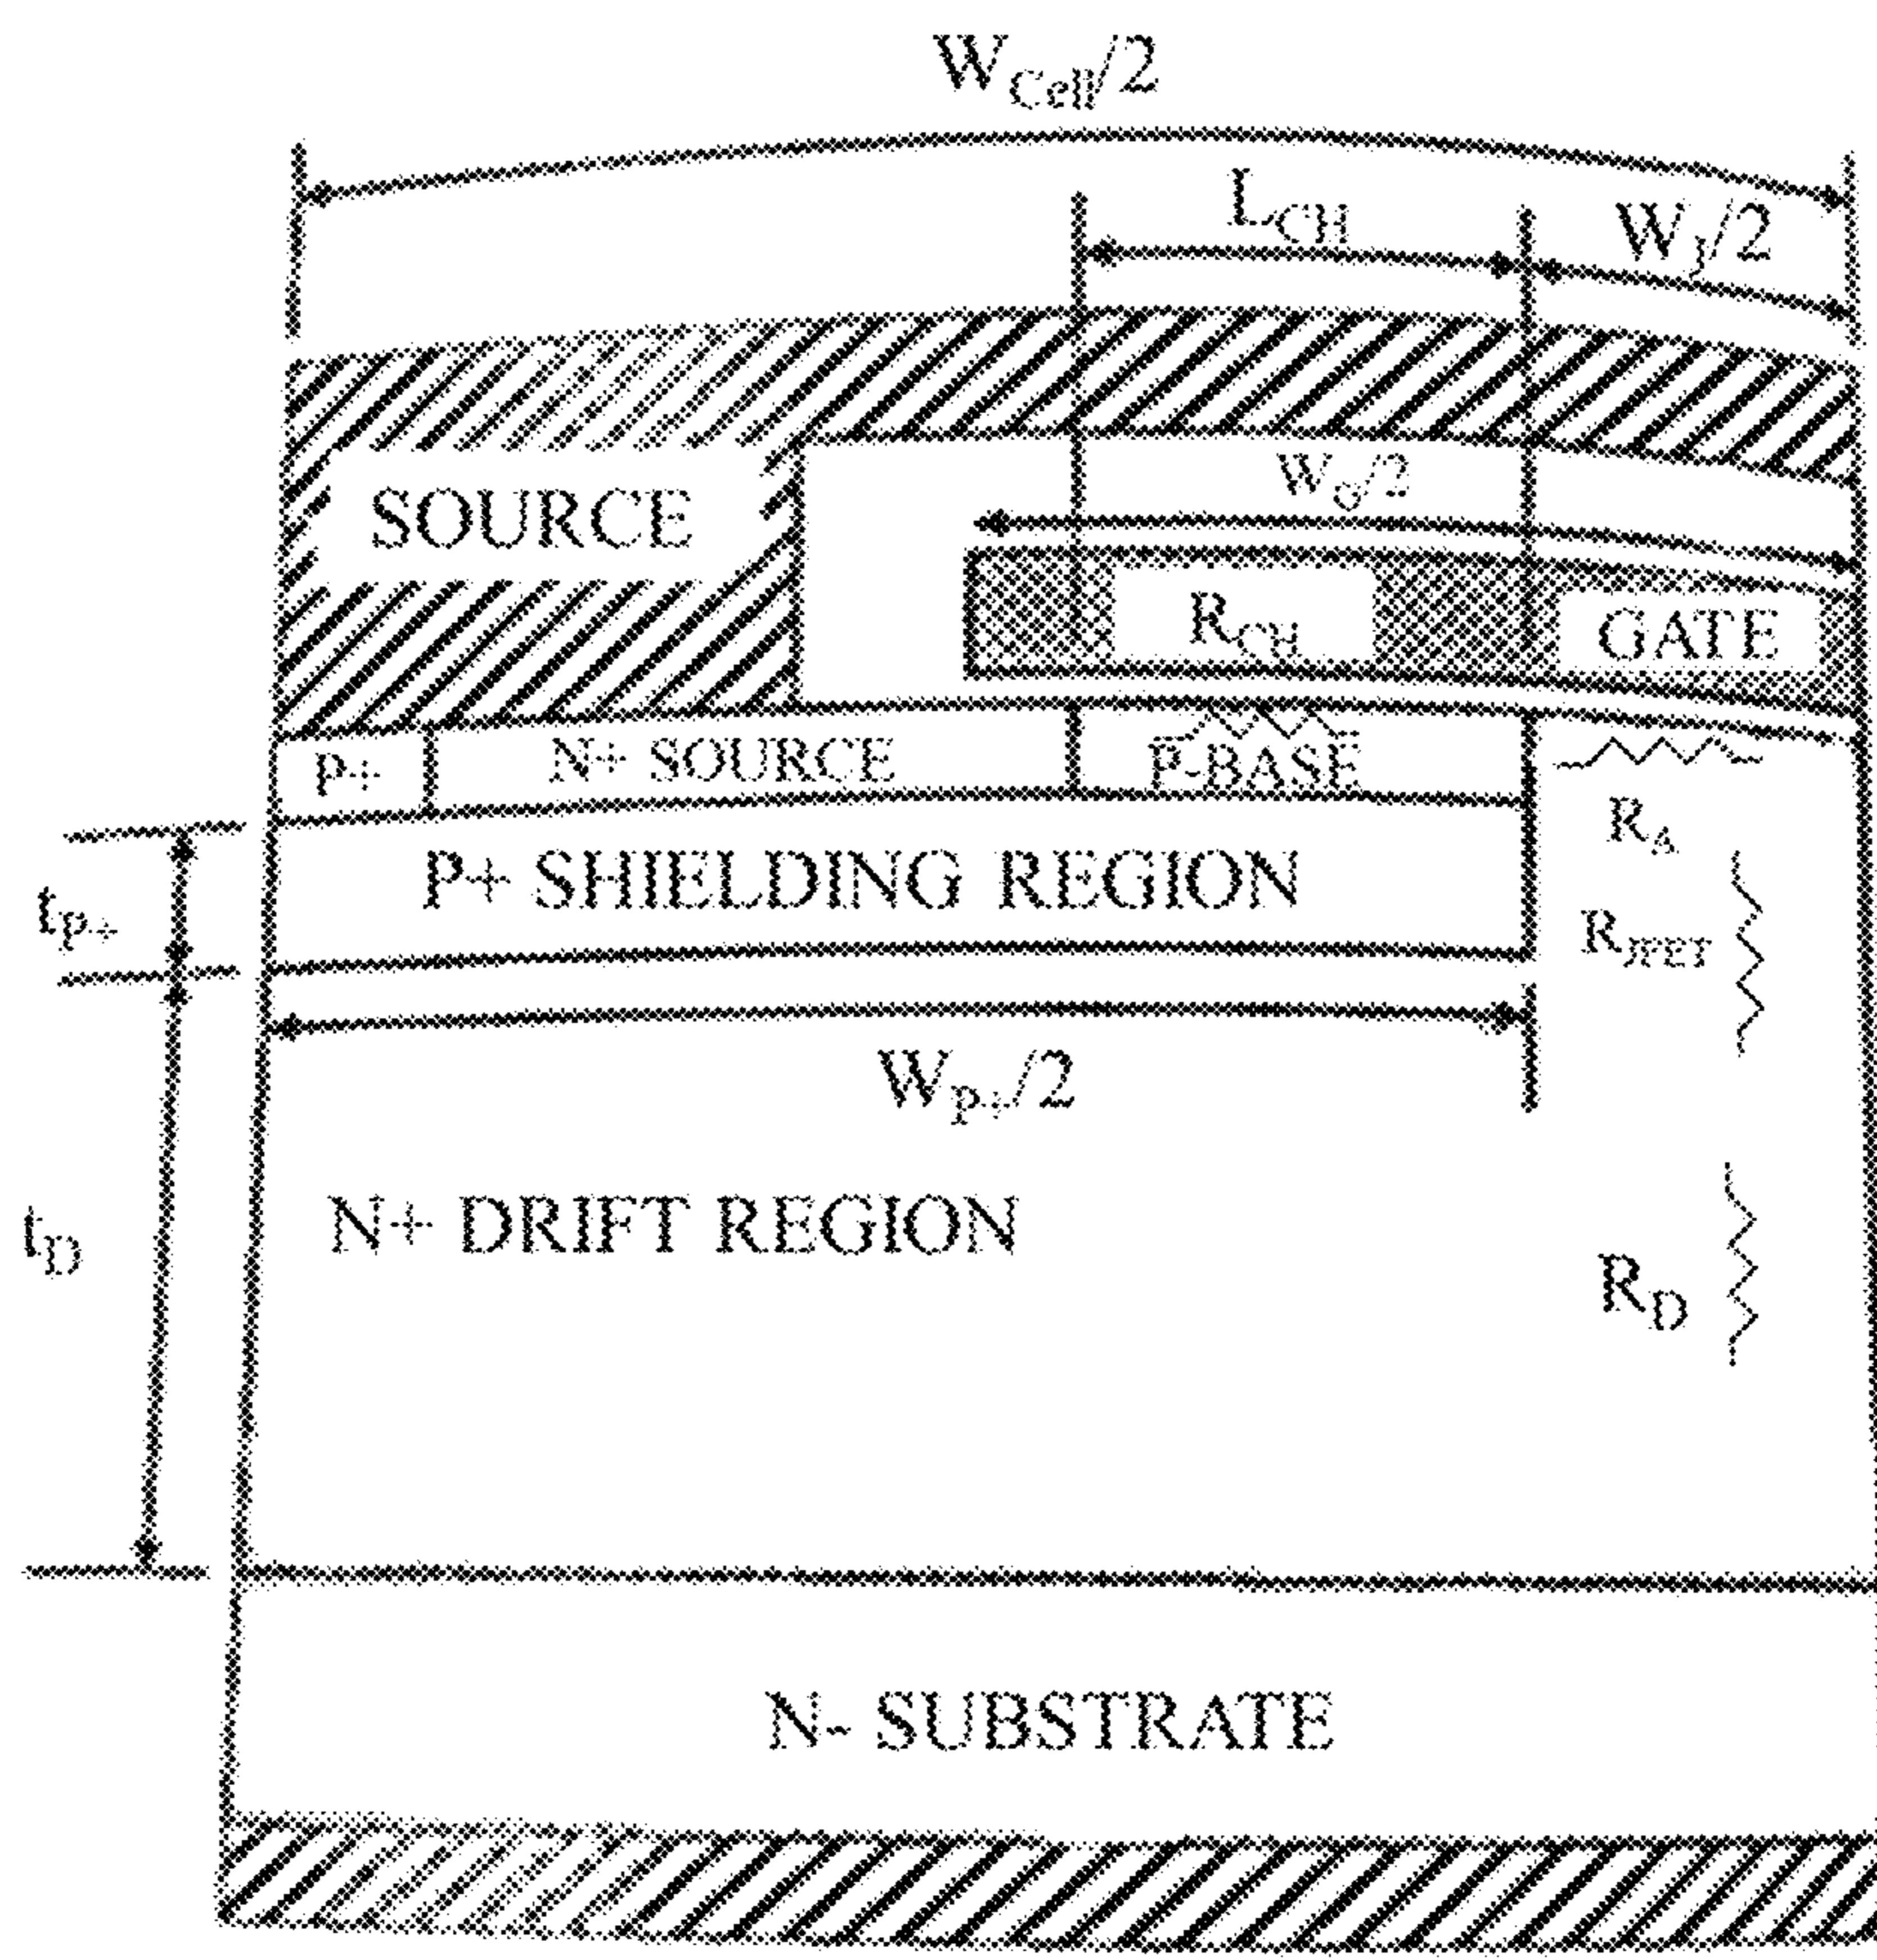 W_Cell/2
L_CH W_J/2
W_G/2
SOURCE
R_CH GATE
P+ N+ SOURCE P-BASE
R_A
P+ SHIELDING REGION
t_P+
R_JFET
W_P+/2
N+ DRIFT REGION
t_D
R_D
N- SUBSTRATE